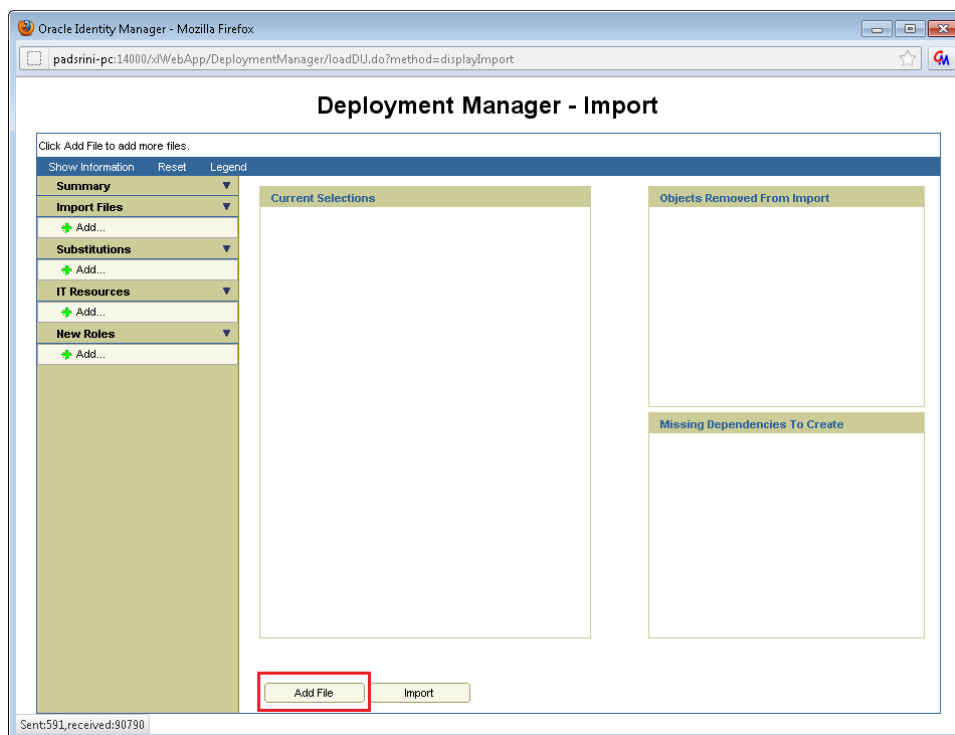 Oracle Identity Manager - Mozilla Firefox
padsrini-pc:14000/xlWebApp/DeploymentManager/loadDU.do?method=displayImport
Deployment Manager - Import
Click Add File to add more files.
Show Information Reset Legend
Summary
Import Files
Add...
Substitutions
Add...
IT Resources
Add...
New Roles
Add...
Current Selections
Objects Removed From Import
Missing Dependencies To Create
Add File Import
Sent:591,received:90790